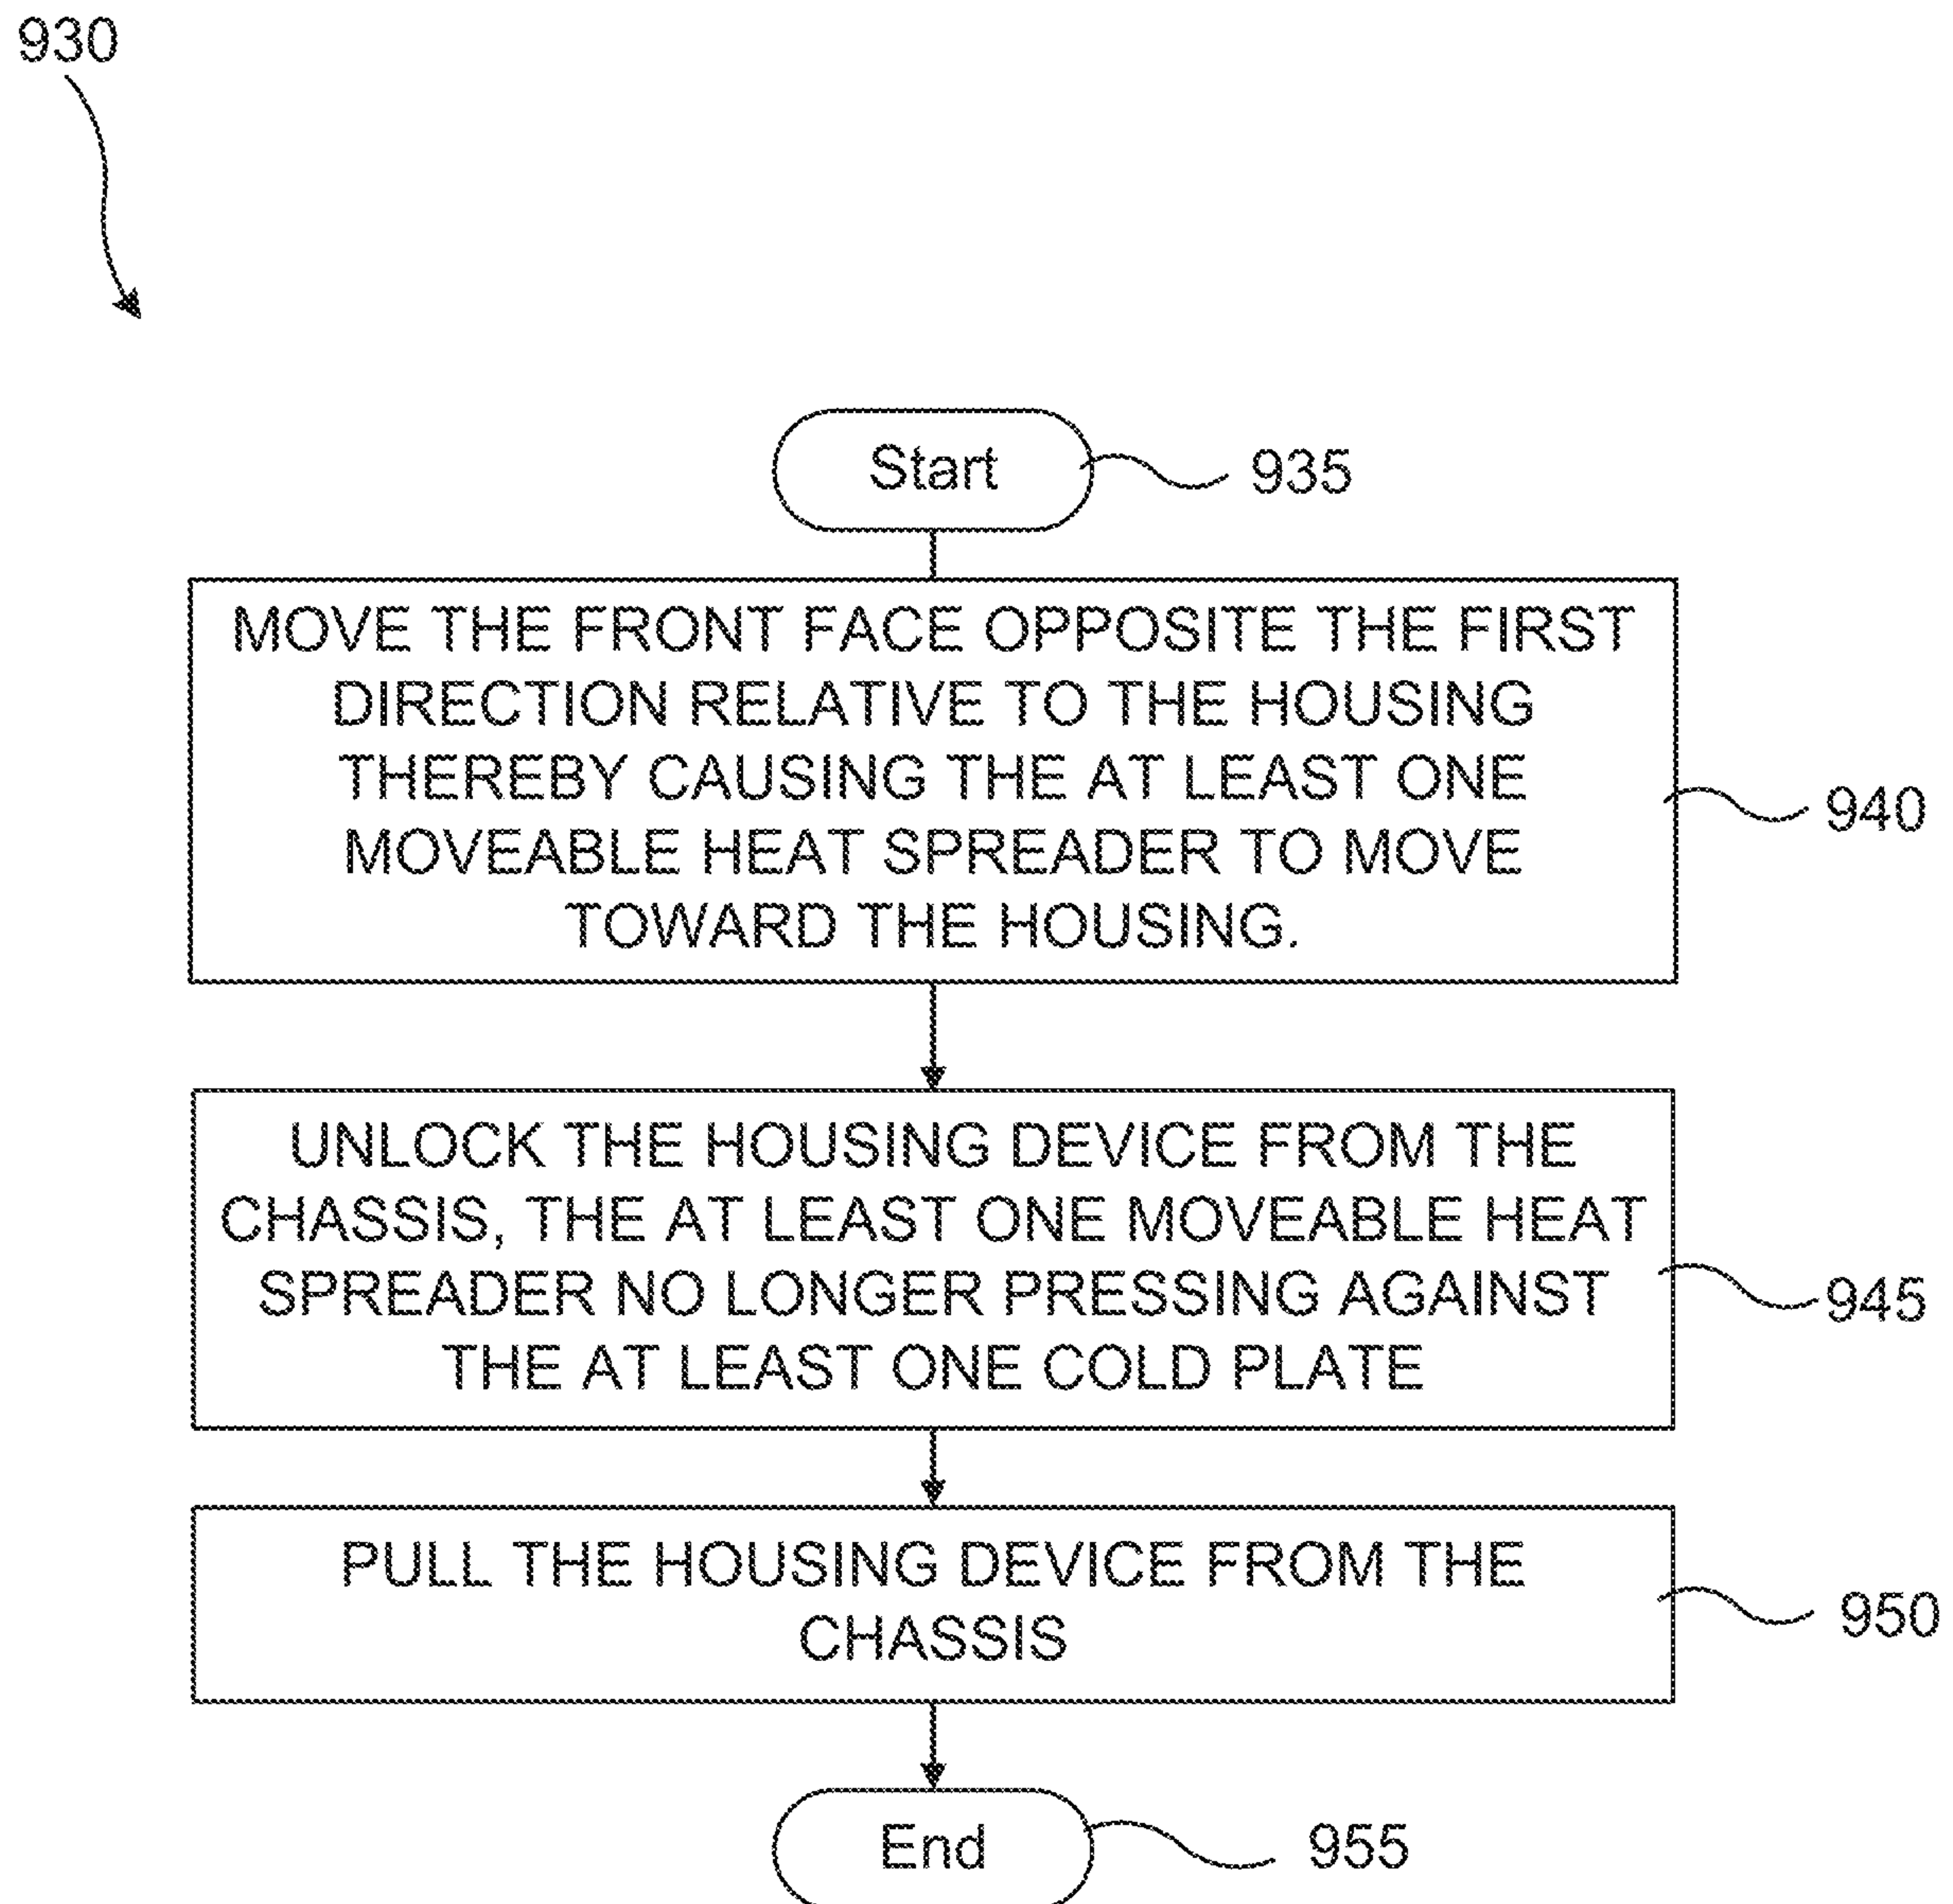 930
Start
935
MOVE THE FRONT FACE OPPOSITE THE FIRST
DIRECTION RELATIVE TO THE HOUSING
THEREBY CAUSING THE AT LEAST ONE
MOVEABLE HEAT SPREADER TO MOVE
TOWARD THE HOUSING.
940
UNLOCK THE HOUSING DEVICE FROM THE
CHASSIS, THE AT LEAST ONE MOVEABLE HEAT
SPREADER NO LONGER PRESSING AGAINST
THE AT LEAST ONE COLD PLATE
945
PULL THE HOUSING DEVICE FROM THE
CHASSIS
950
End
955